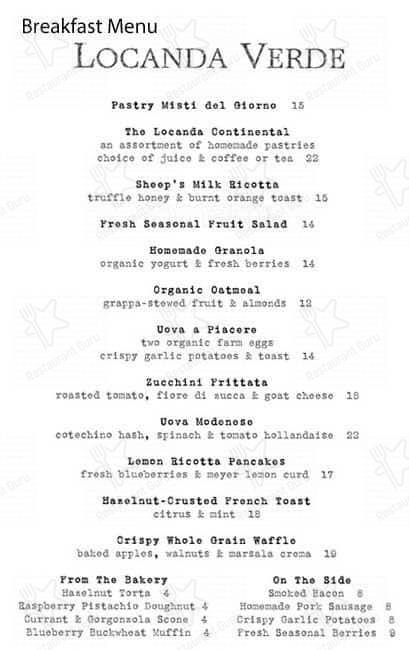 Breakfast Menu
LOCANDA VERDE
Pastry Misti del Giorno 15
The Locanda Continental
an assortment of homemade pastries
choice of juice & coffee or tea 22
Sheep's Milk Ricotta
truffle honey & burnt orange toast 15
Fresh Seasonal Fruit Salad 14
Homemade Granola
organic yogurt & fresh berries 14
Organic Oatmeal
grappa-stewed fruit & almonds 12
Uova a Piacere
two organic farm eggs
crispy garlic potatoes & toast 14
Zucchini Frittata
roasted tomato, fiore di zucca & goat cheese 18
Uova Modenese
cotechino hash, spinach & tomato hollandaise 22
Lemon Ricotta Pancakes
fresh blueberries & meyer lemon curd 17
Hazelnut-Crusted French Toast
citrus & mint 18
Crispy Whole Grain Waffle
baked apples, walnuts & marsala crema 19
From The Bakery
Hazelnut Torta 4
Raspberry Pistachio Doughnut 4
Currant & Gorgonzola Scone 4
Blueberry Buckwheat Muffin 4
On The Side
Smoked Bacon 8
Homemade Pork Sausage 8
Crispy Garlic Potatoes 8
Fresh Seasonal Berries 9
Restaurant Guru